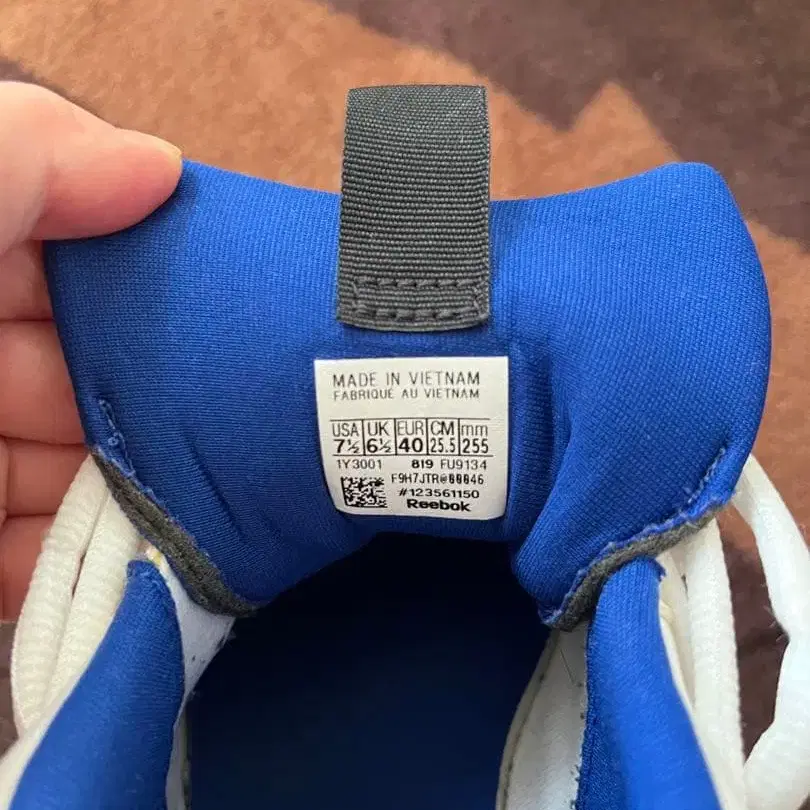 MADE IN VIETNAM
FABRIQUÉ AU VIETNAM
USA UK EUR CM mm
7½ 6½ 40 25.5 255
1Y3001 819 FU9134
F9H7JTR@00046
#123561150
Reebok